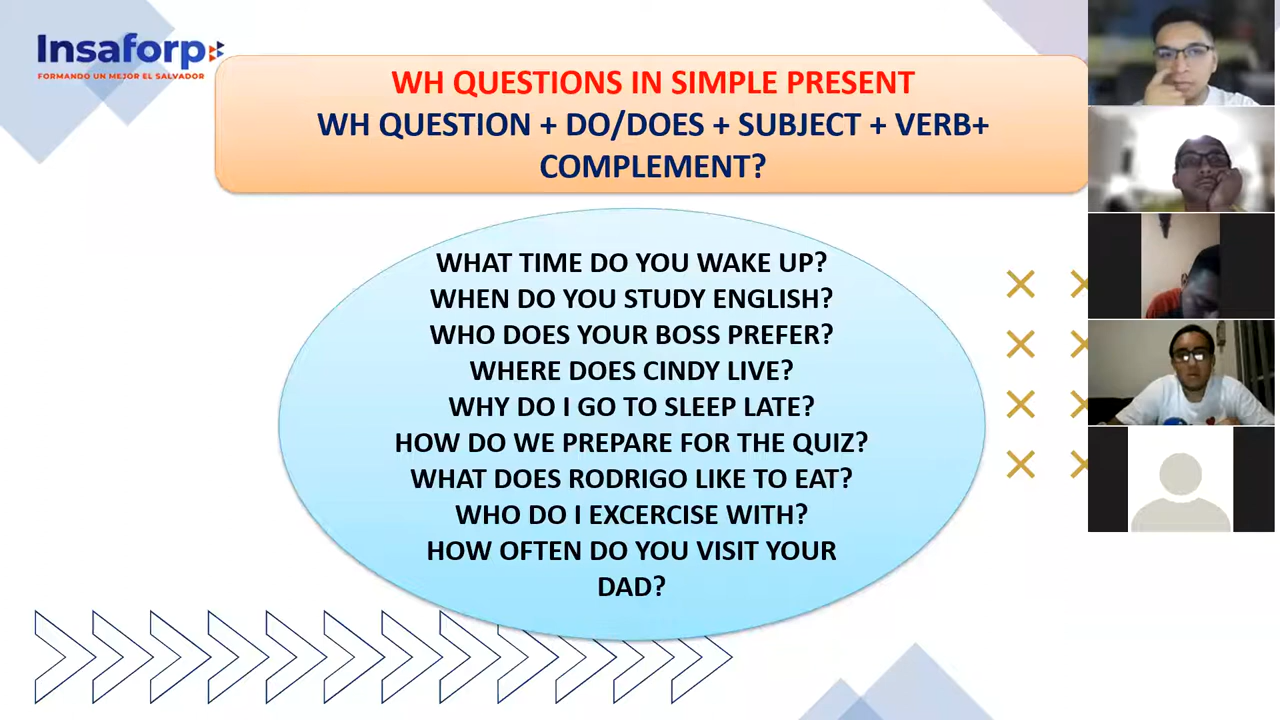 Insaforp
FORMANDO UN MEJOR EL SALVADOR
WH QUESTIONS IN SIMPLE PRESENT
WH QUESTION + DO/DOES + SUBJECT + VERB+
COMPLEMENT?
WHAT TIME DO YOU WAKE UP?
WHEN DO YOU STUDY ENGLISH?
WHO DOES YOUR BOSS PREFER?
WHERE DOES CINDY LIVE?
WHY DO I GO TO SLEEP LATE?
HOW DO WE PREPARE FOR THE QUIZ?
WHAT DOES RODRIGO LIKE TO EAT?
WHO DO I EXCERCISE WITH?
HOW OFTEN DO YOU VISIT YOUR
DAD?